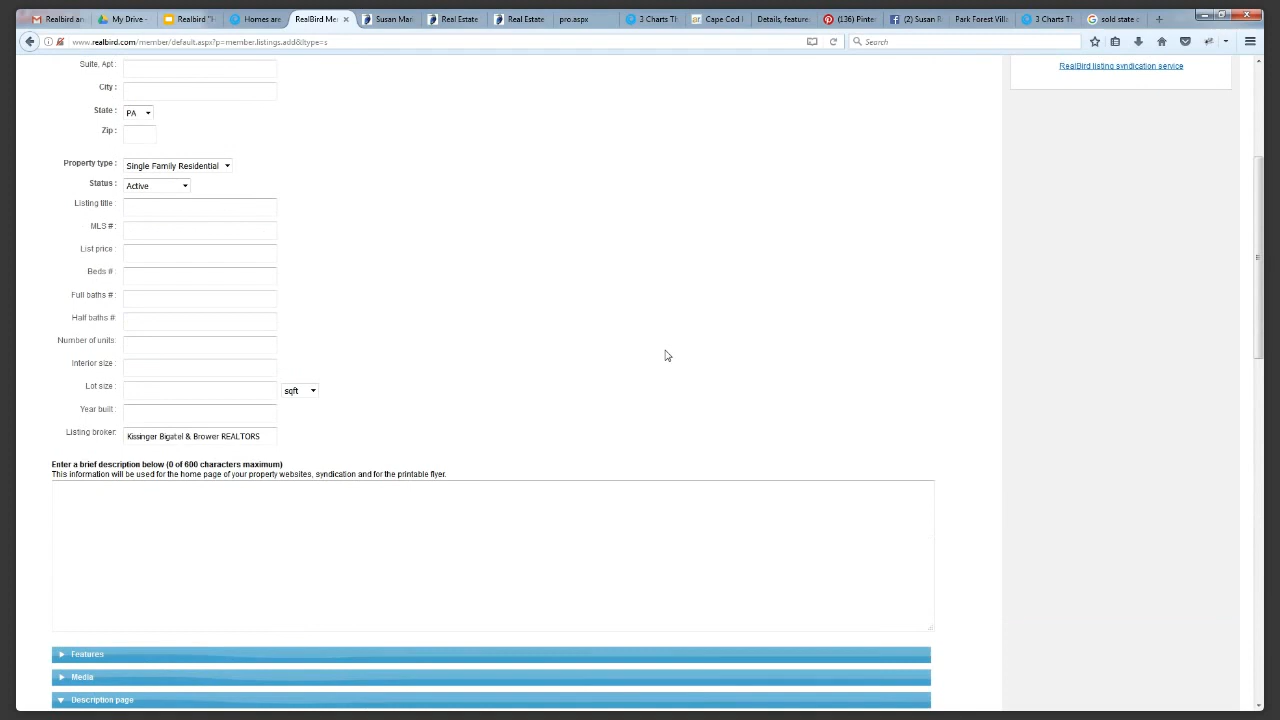 Realbird an
My Drive -
Realbird "H
Homes are
RealBird Me
Susan Mari
Real Estate
Real Estate
pro.aspx
3 Charts Th
Cape Cod H
Details, feature
(136) Pinter
(2) Susan R
Park Forest Villa
3 Charts Th
sold state c
www.realbird.com/member/default.aspx?p=member.listings.add&ltype=s
Search
Suite, Apt :
RealBird listing syndication service
City :
State : PA
Zip :
Property type : Single Family Residential
Status : Active
Listing title :
MLS # :
List price :
Beds # :
Full baths # :
Half baths #:
Number of units:
Interior size :
Lot size : sqft
Year built :
Listing broker: Kissinger Bigatel & Brower REALTORS
Enter a brief description below (0 of 600 characters maximum)
This information will be used for the home page of your property websites, syndication and for the printable flyer.
Features
Media
Description page